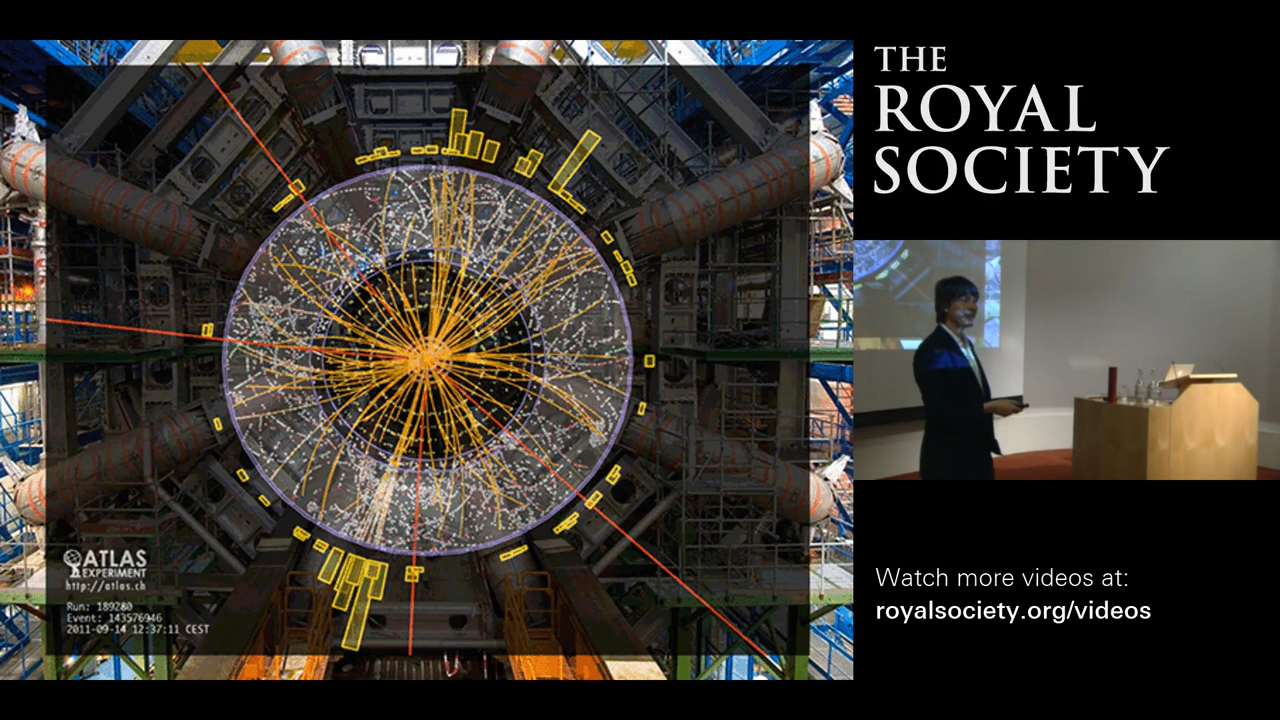 THE
ROYAL
SOCIETY
ATLAS
EXPERIMENT
http://atlas.ch
Run: 189280
Event: 143576946
2011-09-14 12:37:11 CEST
Watch more videos at:
royalsociety.org/videos